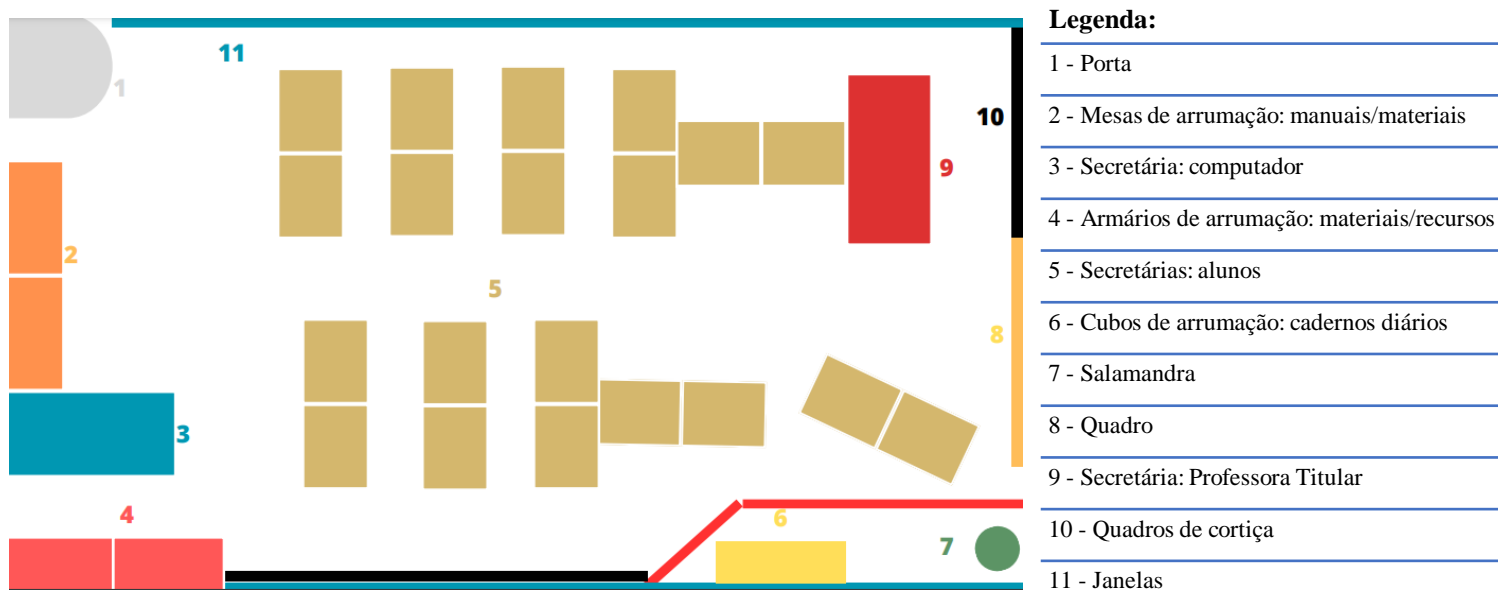 11
1
10
9
2
5
8
3
4
6
7
Legenda:
1 - Porta
2 - Mesas de arrumação: manuais/materiais
3 - Secretária: computador
4 - Armários de arrumação: materiais/recursos
5 - Secretárias: alunos
6 - Cubos de arrumação: cadernos diários
7 - Salamandra
8 - Quadro
9 - Secretária: Professora Titular
10 - Quadros de cortiça
11 - Janelas